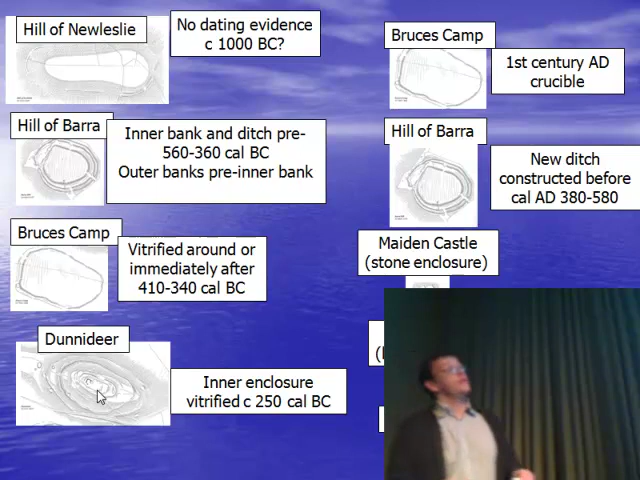 Hill of Newleslie
No dating evidence
c 1000 BC?
Hill of Barra
Inner bank and ditch pre-
560-360 cal BC
Outer banks pre-inner bank
Bruces Camp
Vitrified around or
immediately after
410-340 cal BC
Dunnideer
Inner enclosure
vitrified c 250 cal BC
Bruces Camp
1st century AD
crucible
Hill of Barra
New ditch
constructed before
cal AD 380-580
Maiden Castle
(stone enclosure)